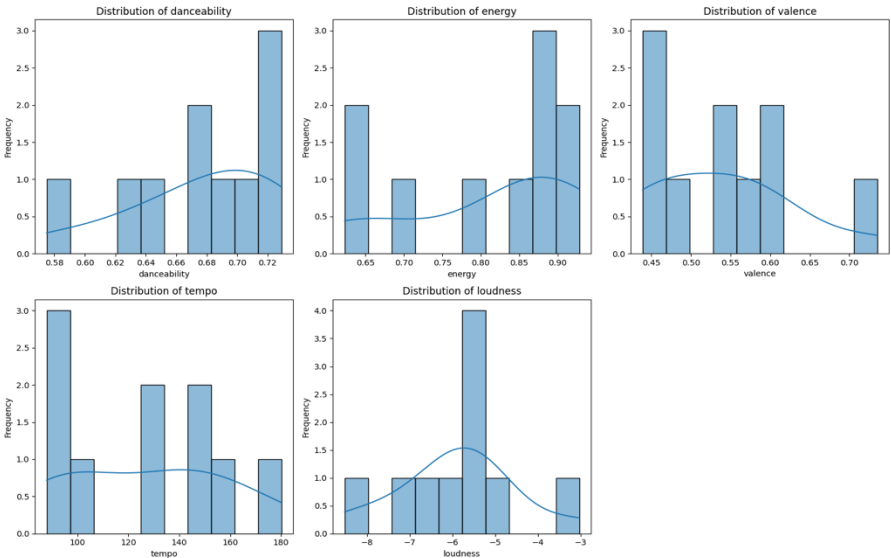 Distribution of danceability
Distribution of energy
Distribution of valence
3.0
2.5
2.0
1.5
1.0
0.5
0.0
Frequency
0.58 0.60 0.62 0.64 0.66 0.68 0.70 0.72
danceability
3.0
2.5
2.0
1.5
1.0
0.5
0.0
Frequency
0.65 0.70 0.75 0.80 0.85 0.90
energy
3.0
2.5
2.0
1.5
1.0
0.5
0.0
Frequency
0.45 0.50 0.55 0.60 0.65 0.70
valence
Distribution of tempo
Distribution of loudness
3.0
2.5
2.0
1.5
1.0
0.5
0.0
Frequency
100 120 140 160 180
tempo
4.0
3.5
3.0
2.5
2.0
1.5
1.0
0.5
0.0
Frequency
−8 −7 −6 −5 −4 −3
loudness